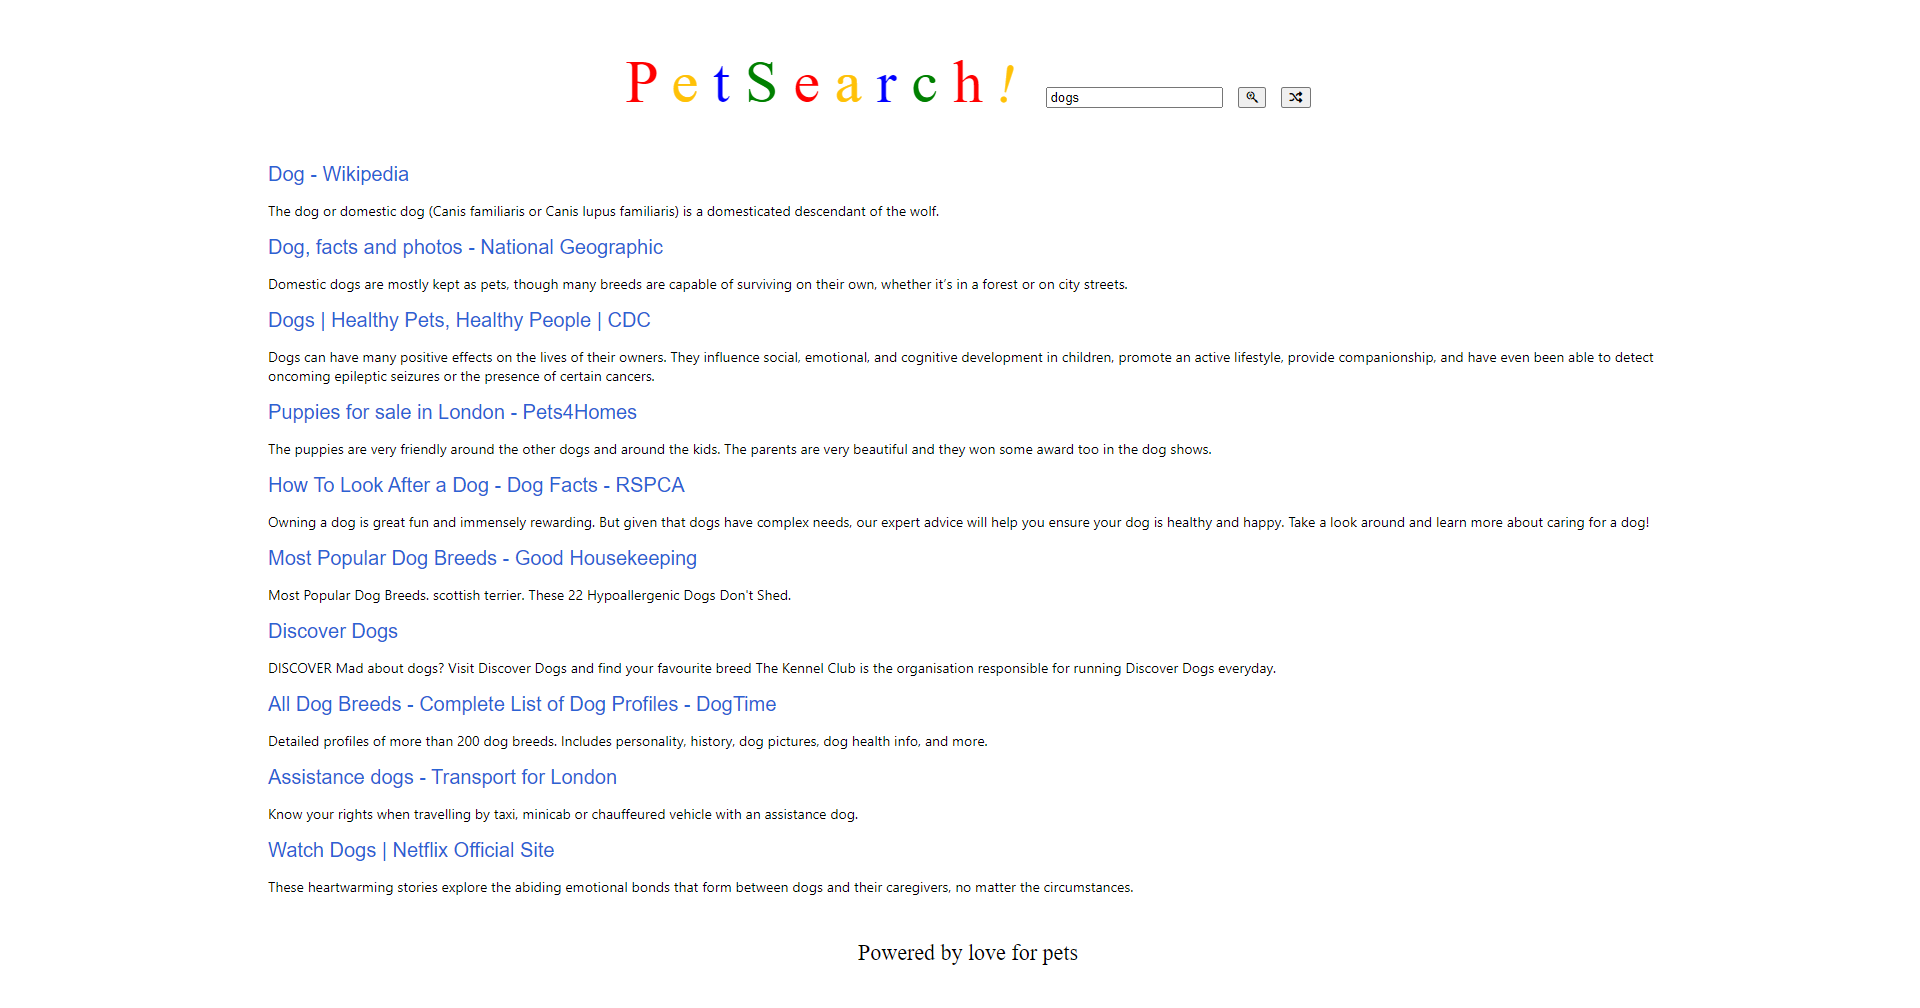 P e t S e a r c h !
dogs
Dog - Wikipedia
The dog or domestic dog (Canis familiaris or Canis lupus familiaris) is a domesticated descendant of the wolf.
Dog, facts and photos - National Geographic
Domestic dogs are mostly kept as pets, though many breeds are capable of surviving on their own, whether it’s in a forest or on city streets.
Dogs | Healthy Pets, Healthy People | CDC
Dogs can have many positive effects on the lives of their owners. They influence social, emotional, and cognitive development in children, promote an active lifestyle, provide companionship, and have even been able to detect
oncoming epileptic seizures or the presence of certain cancers.
Puppies for sale in London - Pets4Homes
The puppies are very friendly around the other dogs and around the kids. The parents are very beautiful and they won some award too in the dog shows.
How To Look After a Dog - Dog Facts - RSPCA
Owning a dog is great fun and immensely rewarding. But given that dogs have complex needs, our expert advice will help you ensure your dog is healthy and happy. Take a look around and learn more about caring for a dog!
Most Popular Dog Breeds - Good Housekeeping
Most Popular Dog Breeds. scottish terrier. These 22 Hypoallergenic Dogs Don't Shed.
Discover Dogs
DISCOVER Mad about dogs? Visit Discover Dogs and find your favourite breed The Kennel Club is the organisation responsible for running Discover Dogs everyday.
All Dog Breeds - Complete List of Dog Profiles - DogTime
Detailed profiles of more than 200 dog breeds. Includes personality, history, dog pictures, dog health info, and more.
Assistance dogs - Transport for London
Know your rights when travelling by taxi, minicab or chauffeured vehicle with an assistance dog.
Watch Dogs | Netflix Official Site
These heartwarming stories explore the abiding emotional bonds that form between dogs and their caregivers, no matter the circumstances.
Powered by love for pets